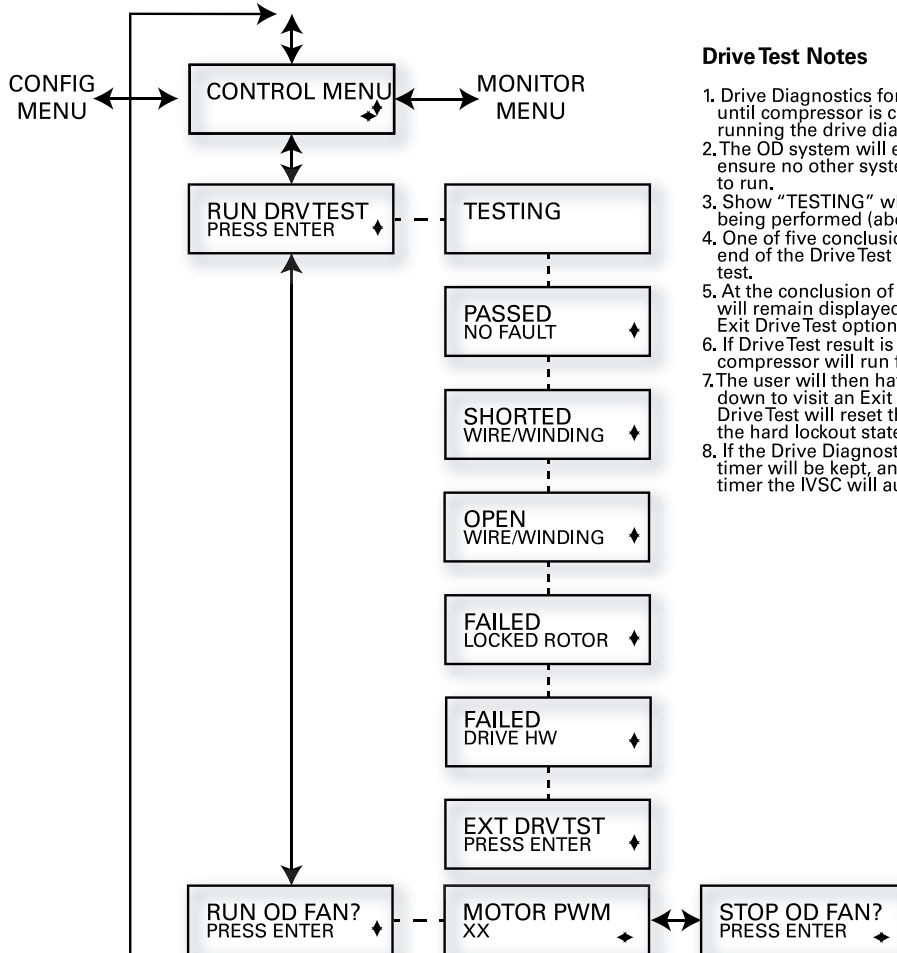 CONFIG
MENU
CONTROL MENU
MONITOR
MENU
RUN DRV TEST
PRESS ENTER
TESTING
PASSED
NO FAULT
SHORTED
WIRE/WINDING
OPEN
WIRE/WINDING
FAILED
LOCKED ROTOR
FAILED
DRIVE HW
EXT DRV TST
PRESS ENTER
RUN OD FAN?
PRESS ENTER
MOTOR PWM
XX
STOP OD FAN?
PRESS ENTER
Drive Test Notes
1. Drive Diagnostics for
until compressor is c
running the drive dia
2. The OD system will e
ensure no other syste
to run.
3. Show “TESTING” w
being performed (abo
4. One of five conclusio
end of the Drive Test
test.
5. At the conclusion of
will remain displayed
Exit Drive Test option
6. If Drive Test result is
compressor will run f
7. The user will then ha
down to visit an Exit
Drive Test will reset th
the hard lockout state
8. If the Drive Diagnost
timer will be kept, an
timer the IVSC will au